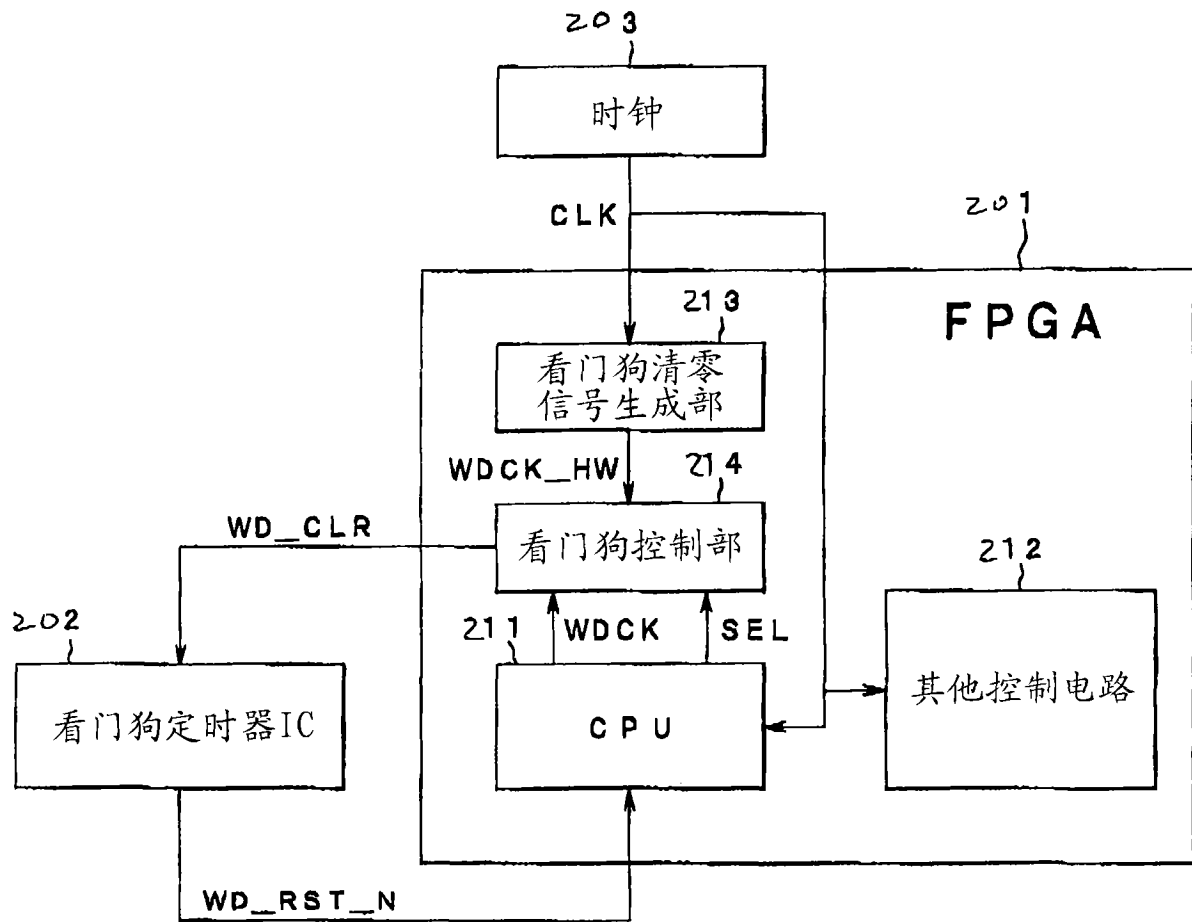 203
时钟
CLK
201
FPGA
213
看门狗清零
信号生成部
WDCK_HW
214
WD_CLR
看门狗控制部
212
202
211
WDCK
SEL
其他控制电路
看门狗定时器IC
CPU
WD_RST_N